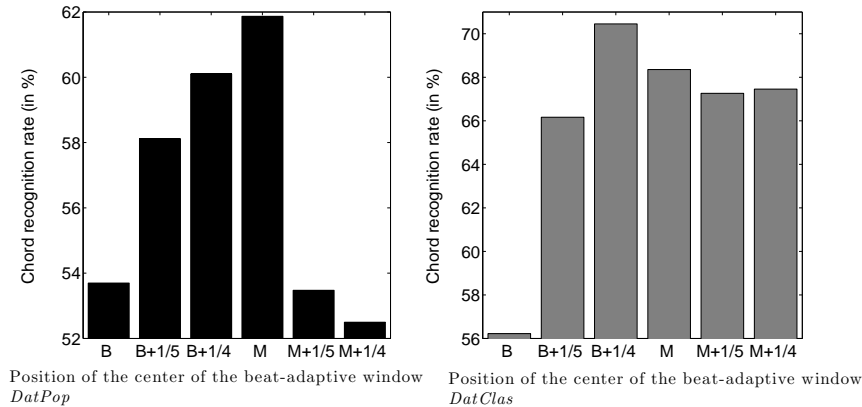 62
60
58
56
54
52
Chord recognition rate (in %)
B B+1/5 B+1/4 M M+1/5 M+1/4
Position of the center of the beat-adaptive window
DatPop
70
68
66
64
62
60
58
56
Chord recognition rate (in %)
B B+1/5 B+1/4 M M+1/5 M+1/4
Position of the center of the beat-adaptive window
DatClas